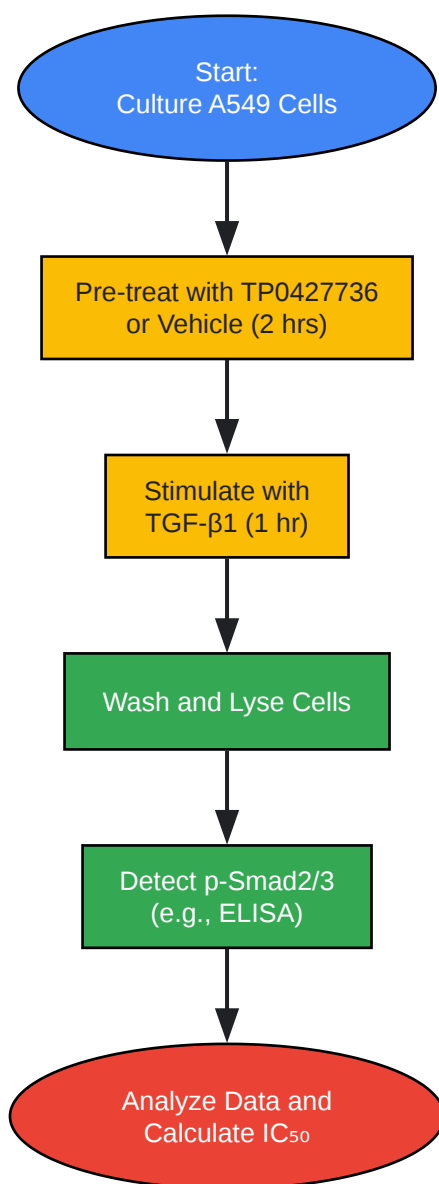 Start:
Culture A549 Cells
Pre-treat with TP0427736
or Vehicle (2 hrs)
Stimulate with
TGF-β1 (1 hr)
Wash and Lyse Cells
Detect p-Smad2/3
(e.g., ELISA)
Analyze Data and
Calculate IC₅₀